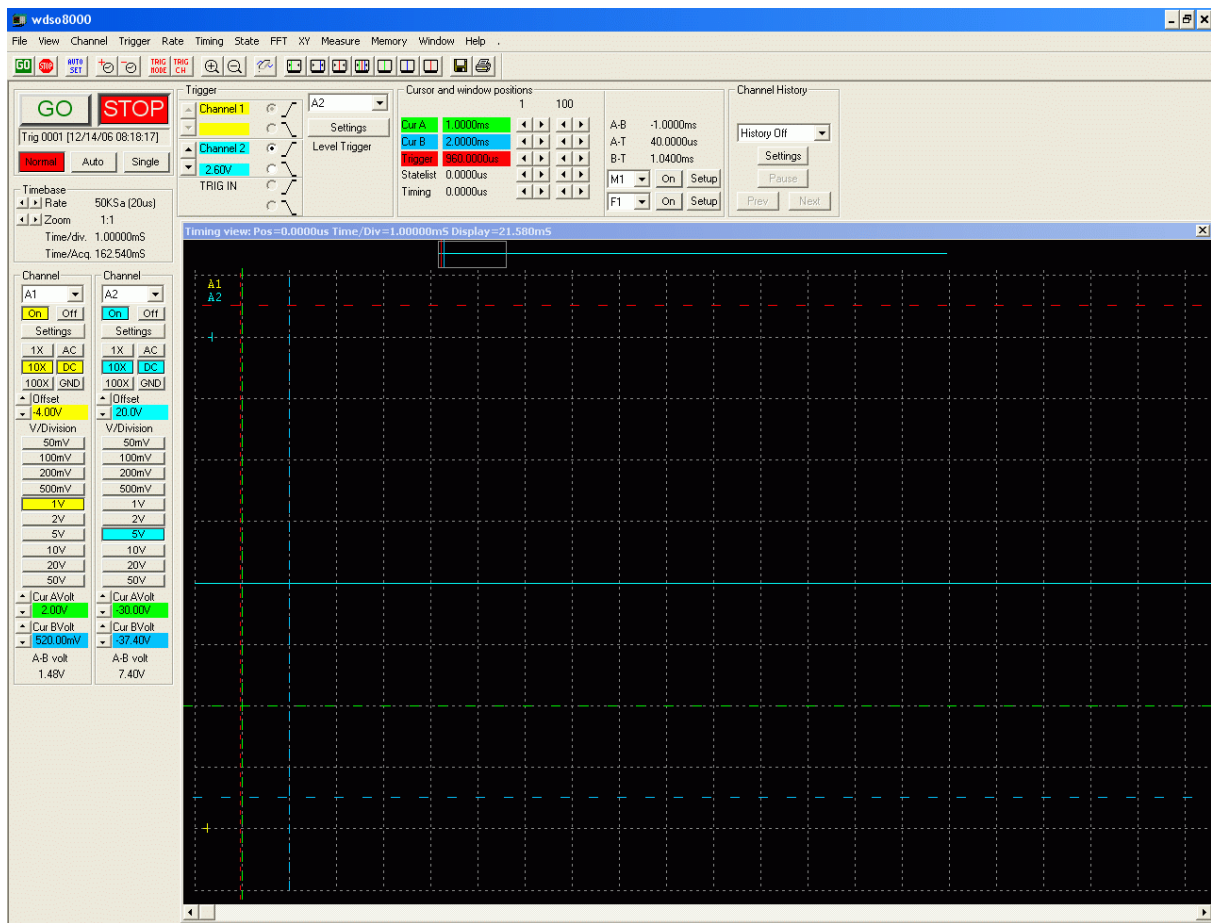 wdso8000
File View Channel Trigger Rate Timing State FFT XY Measure Memory Window Help .
GO STOP AUTO SET TRIG MODE TRIG CH
GO STOP
Trig 0001 [12/14/06 08:18:17]
Normal Auto Single
Timebase
Rate 50KSa (20us)
Zoom 1:1
Time/div. 1.00000mS
Time/Acq. 162.540mS
Trigger
Channel 1
Channel 2
2.60V
TRIG IN
A2
Settings
Level Trigger
Cursor and window positions
1 100
Cur A 1.0000ms
Cur B 2.0000ms
Trigger 960.0000us
Statelist 0.0000us
Timing 0.0000us
A-B -1.0000ms
A-T 40.0000us
B-T 1.0400ms
M1 On Setup
F1 On Setup
Channel History
History Off
Settings
Pause
Prev Next
Timing view: Pos=0.0000us Time/Div=1.00000mS Display=21.580mS
A1
A2
Channel
A1
On Off
Settings
1X AC
10X DC
100X GND
Offset
-4.00V
V/Division
50mV
100mV
200mV
500mV
1V
2V
5V
10V
20V
50V
Cur AVolt
2.00V
Cur BVolt
520.00mV
A-B volt
1.48V
Channel
A2
On Off
Settings
1X AC
10X DC
100X GND
Offset
20.0V
V/Division
50mV
100mV
200mV
500mV
1V
2V
5V
10V
20V
50V
Cur AVolt
-30.00V
Cur BVolt
-37.40V
A-B volt
7.40V